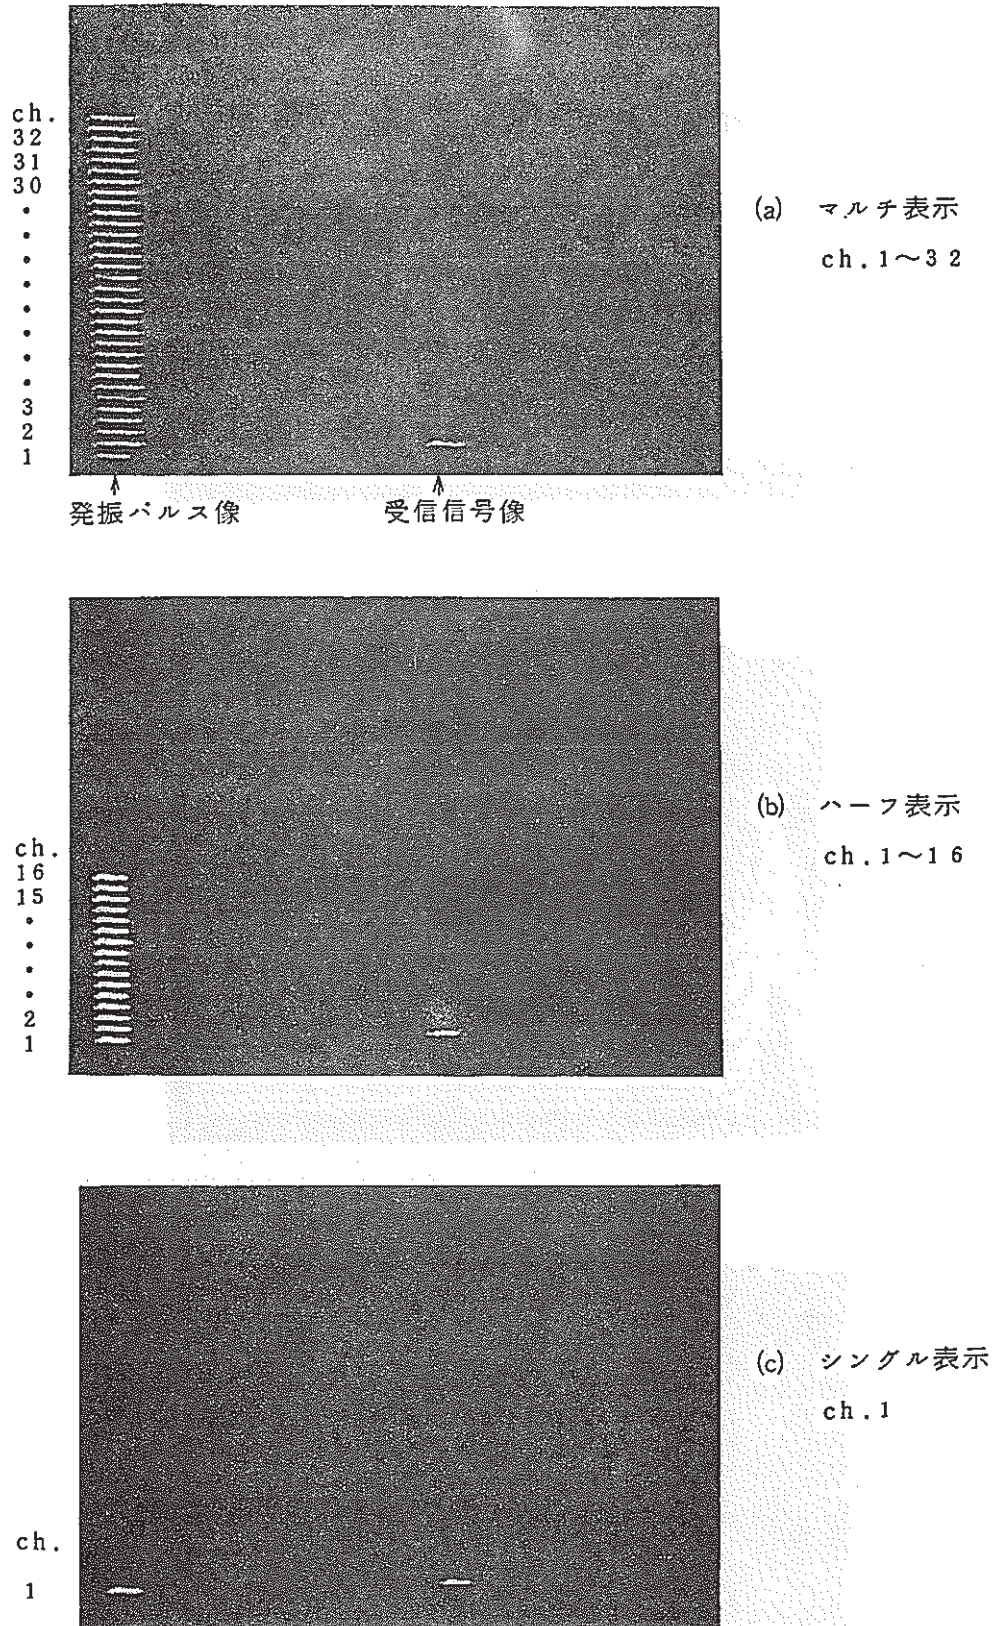 ch.
32
31
30
3
2
1
発振パルス像
受信信号像
(a) マルチ表示
ch.1~32
ch.
16
15
2
1
(b) ハーフ表示
ch.1~16
ch.
1
(c) シングル表示
ch.1